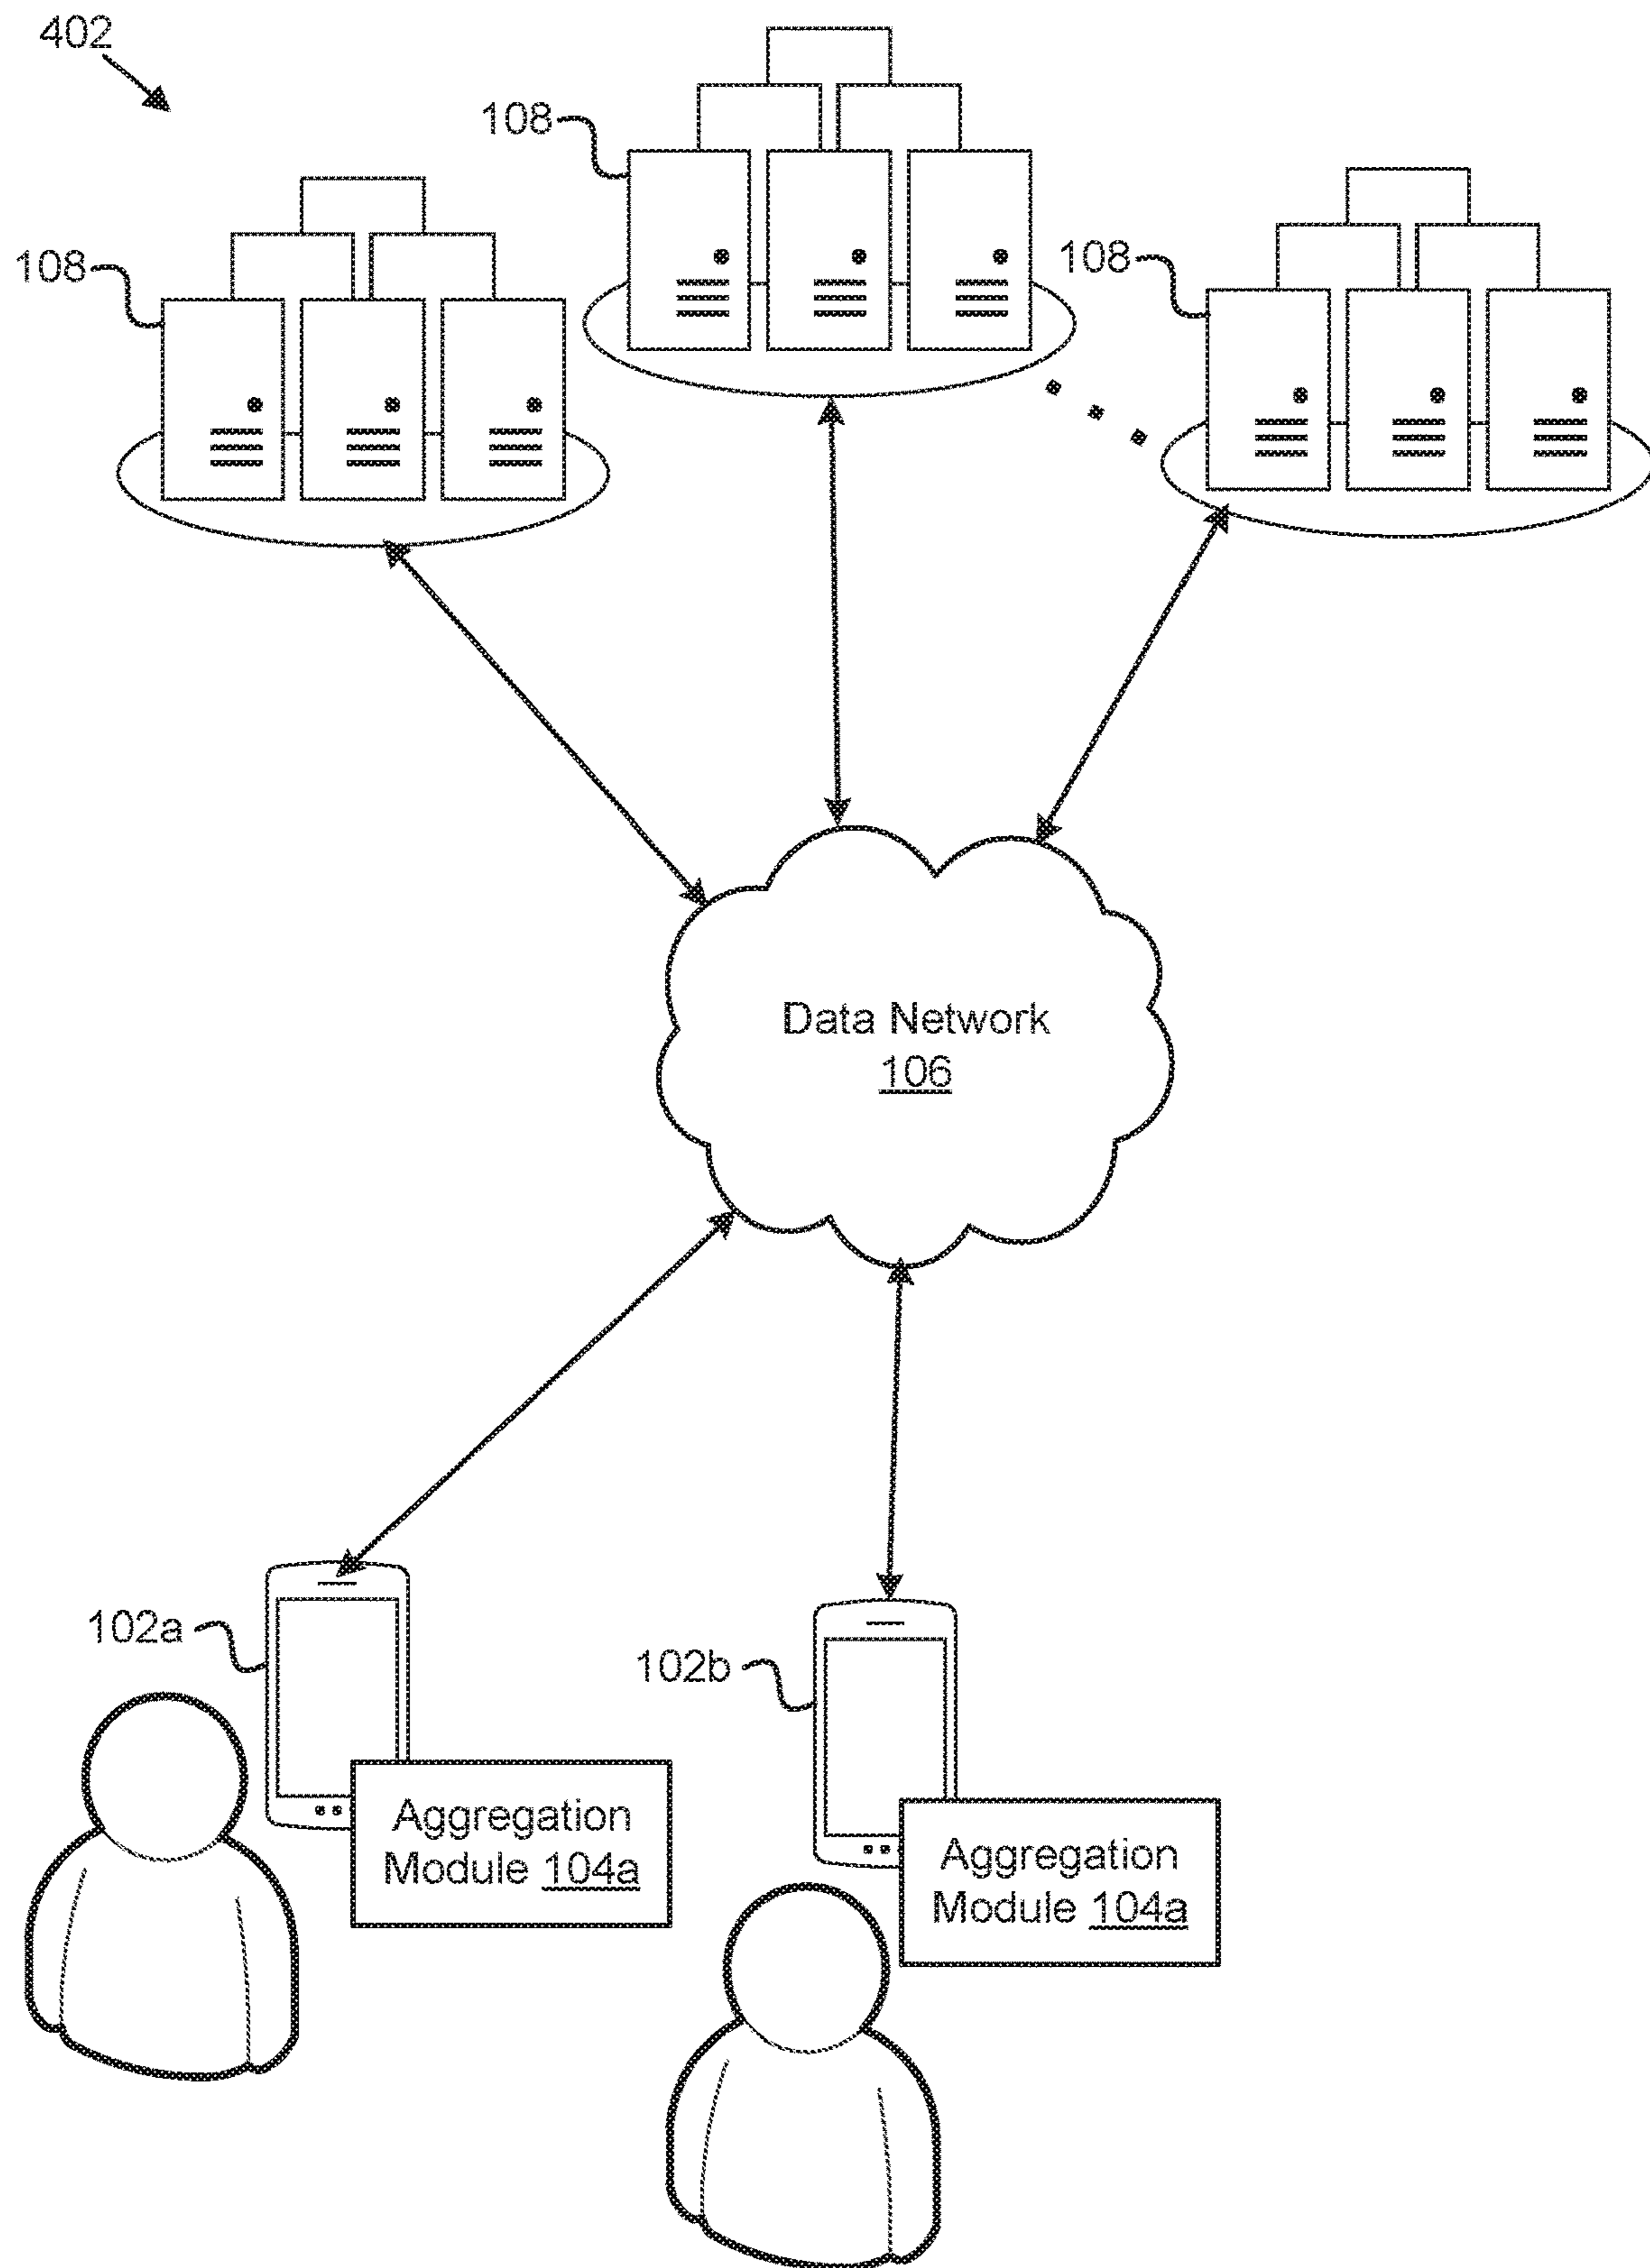 402
108
108
108
Data Network
106
102a
102b
Aggregation
Module 104a
Aggregation
Module 104a